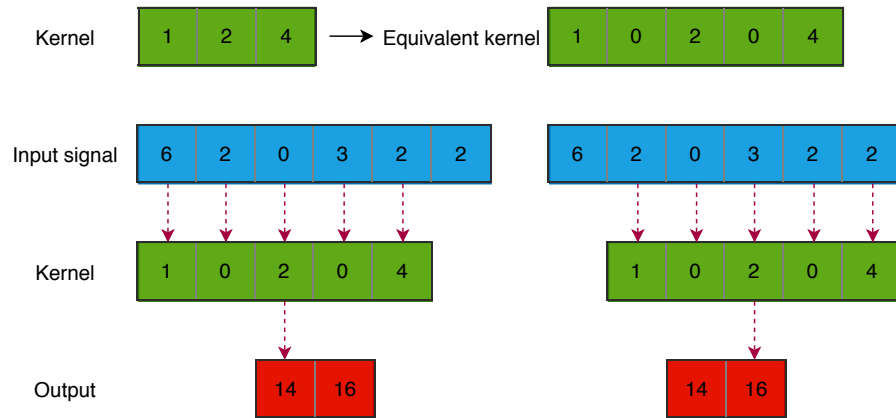 Kernel 1 2 4 Equivalent kernel 1 0 2 0 4
Input signal 6 2 0 3 2 2 6 2 0 3 2 2
Kernel 1 0 2 0 4 1 0 2 0 4
Output 14 16 14 16